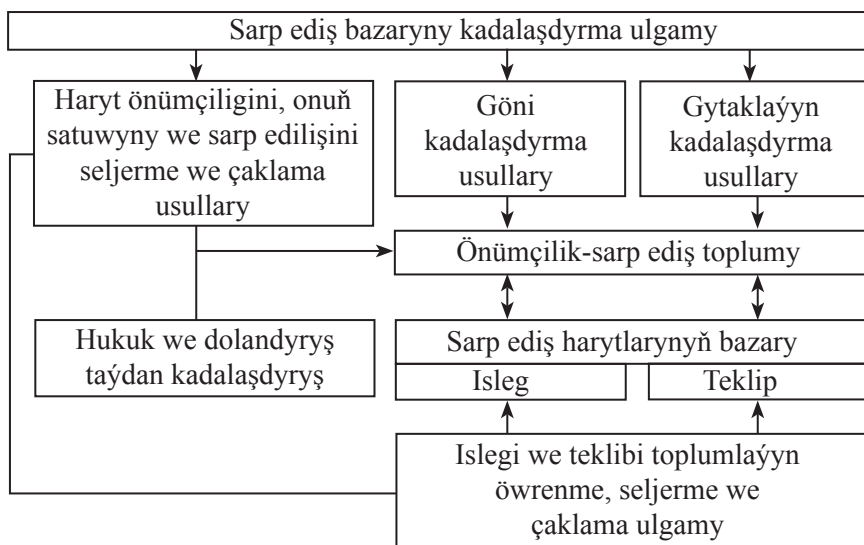 Sarp ediş bazaryny kadalaşdyrma ulgamy
Haryt önümçiligini, onuň
satuwyny we sarp edilişini
seljerme we çaklama
usullary
Göni
kadalaşdyrma
usullary
Gytaklaýyn
kadalaşdyrma
usullary
Önümçilik-sarp ediş toplumy
Hukuk we dolandyryş
taýdan kadalaşdyryş
Sarp ediş harytlarynyň bazary
Isleg
Teklip
Islegi we teklibi toplumlaýyn
öwrenme, seljerme we
çaklama ulgamy